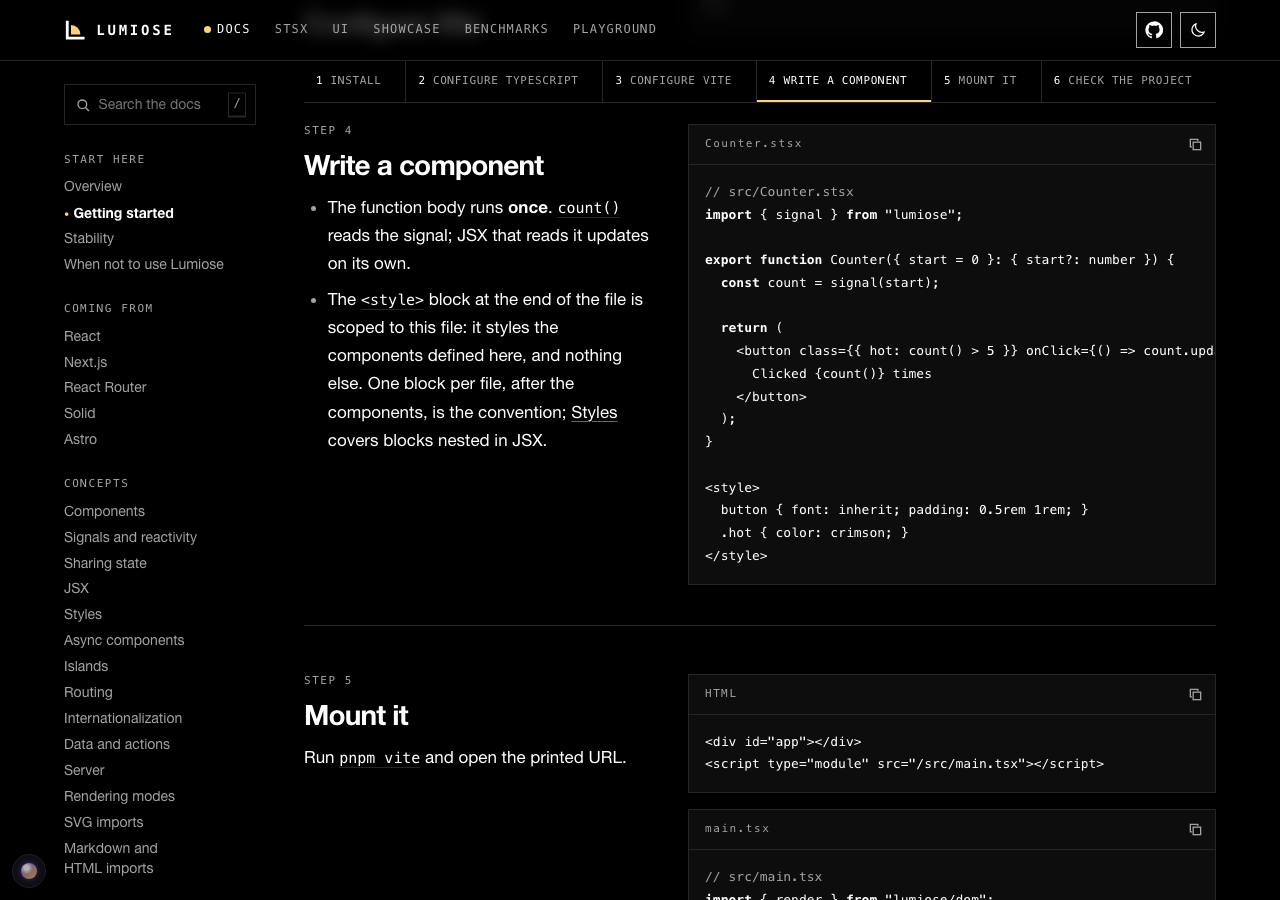 LUMIOSE
DOCS STSX UI SHOWCASE BENCHMARKS PLAYGROUND
1 INSTALL 2 CONFIGURE TYPESCRIPT 3 CONFIGURE VITE 4 WRITE A COMPONENT 5 MOUNT IT 6 CHECK THE PROJECT
Search the docs /
START HERE
Overview
• Getting started
Stability
When not to use Lumiose
COMING FROM
React
Next.js
React Router
Solid
Astro
CONCEPTS
Components
Signals and reactivity
Sharing state
JSX
Styles
Async components
Islands
Routing
Internationalization
Data and actions
Server
Rendering modes
SVG imports
Markdown and
HTML imports
STEP 4
Write a component
• The function body runs once. count()
reads the signal; JSX that reads it updates
on its own.
• The <style> block at the end of the file is
scoped to this file: it styles the
components defined here, and nothing
else. One block per file, after the
components, is the convention; Styles
covers blocks nested in JSX.
Counter.stsx
// src/Counter.stsx
import { signal } from "lumiose";
export function Counter({ start = 0 }: { start?: number }) {
  const count = signal(start);
  return (
    <button class={{ hot: count() > 5 }} onClick={() => count.upd
      Clicked {count()} times
    </button>
  );
}
<style>
  button { font: inherit; padding: 0.5rem 1rem; }
  .hot { color: crimson; }
</style>
STEP 5
Mount it
Run pnpm vite and open the printed URL.
HTML
<div id="app"></div>
<script type="module" src="/src/main.tsx"></script>
main.tsx
// src/main.tsx
import { render } from "lumiose/dom";